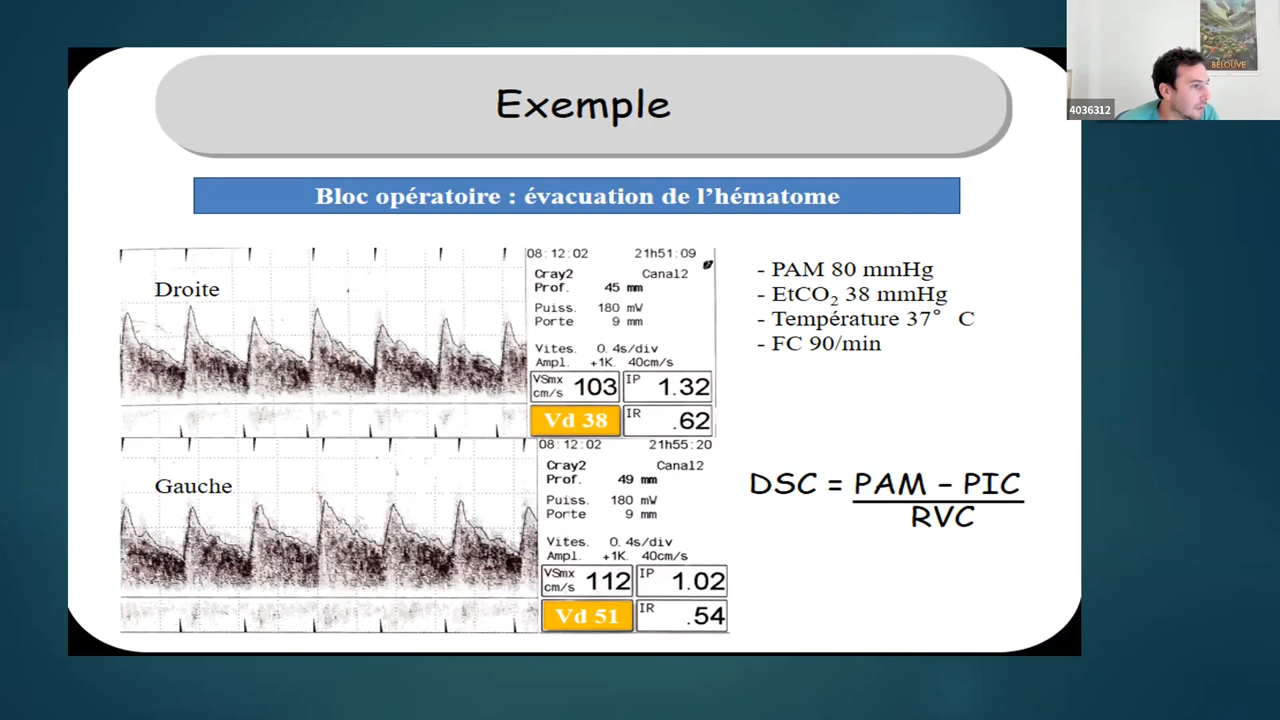 Exemple
BELOUVE
4036312
Bloc opératoire : évacuation de l’hématome
Droite
08:12:02 21h51:09
Cray2 Canal2
Prof. 45 mm
Puiss. 180 mW
Porte 9 mm
Vites. 0.4s/div
Ampl. +1K. 40cm/s
VSmx cm/s 103 IP 1.32
Vd 38 IR .62
Gauche
08:12:02 21h55:20
Cray2 Canal2
Prof. 49 mm
Puiss. 180 mW
Porte 9 mm
Vites. 0.4s/div
Ampl. +1K. 40cm/s
VSmx cm/s 112 IP 1.02
Vd 51 IR .54
- PAM 80 mmHg
- EtCO₂ 38 mmHg
- Température 37° C
- FC 90/min
DSC = PAM – PIC
RVC